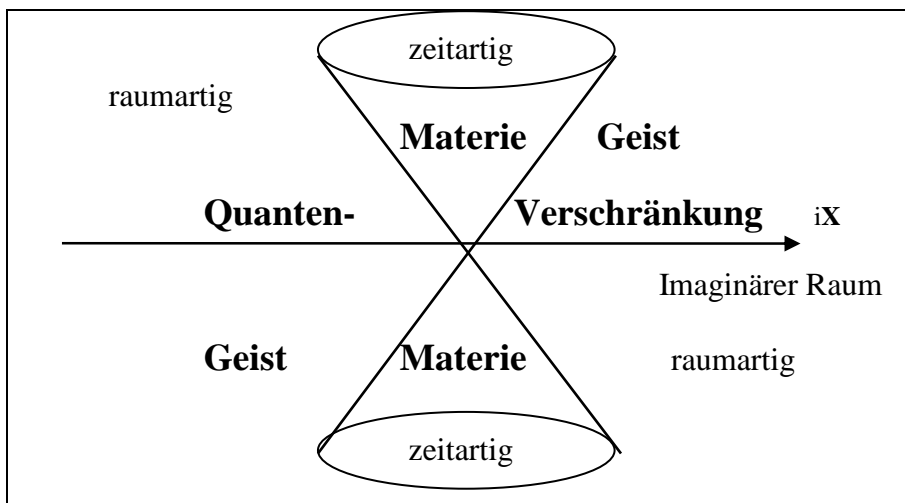 zeitartig
raumartig
Materie Geist
Quanten- Verschränkung iX
Imaginärer Raum
Geist Materie raumartig
zeitartig